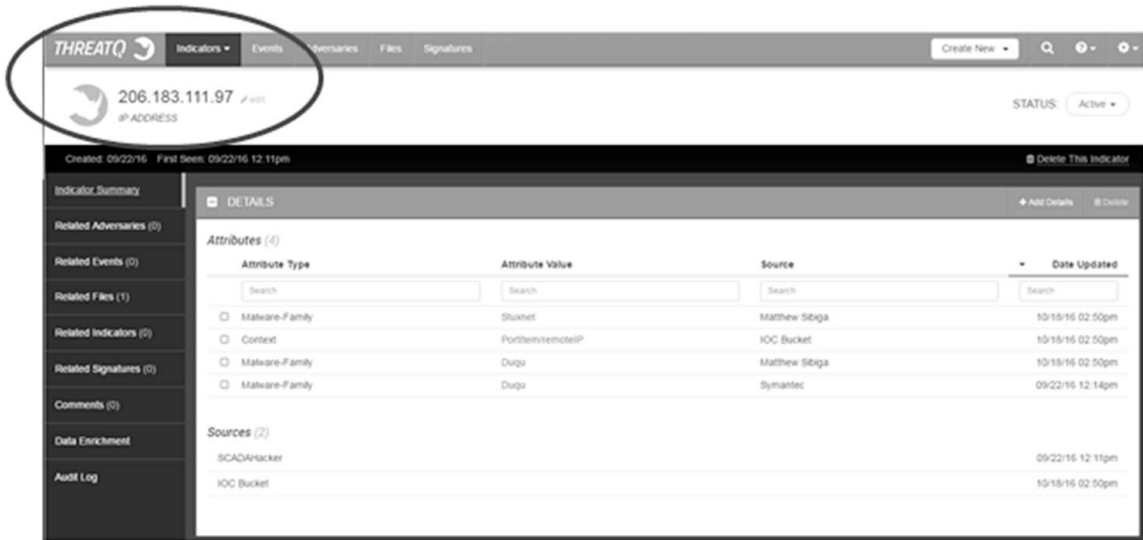 THREATQ Indicators Events Adversaries Files Signatures Create New
206.183.111.97 edit
IP ADDRESS
STATUS: Active
Created: 09/22/16 First Seen: 09/22/16 12:11pm Delete This Indicator
Indicator Summary
DETAILS + Add Details Delete
Related Adversaries (0)
Related Events (0)
Related Files (1)
Related Indicators (0)
Related Signatures (0)
Comments (0)
Data Enrichment
Audit Log
Attributes (4)
Attribute Type Attribute Value Source Date Updated
Search Search Search Search
Malware-Family Stuxnet Matthew Sibiga 10/18/16 02:50pm
Context PortItem/remoteIP IOC Bucket 10/18/16 02:50pm
Malware-Family Duqu Matthew Sibiga 10/18/16 02:50pm
Malware-Family Duqu Symantec 09/22/16 12:14pm
Sources (2)
SCADAHacker 09/22/16 12:11pm
IOC Bucket 10/18/16 02:50pm